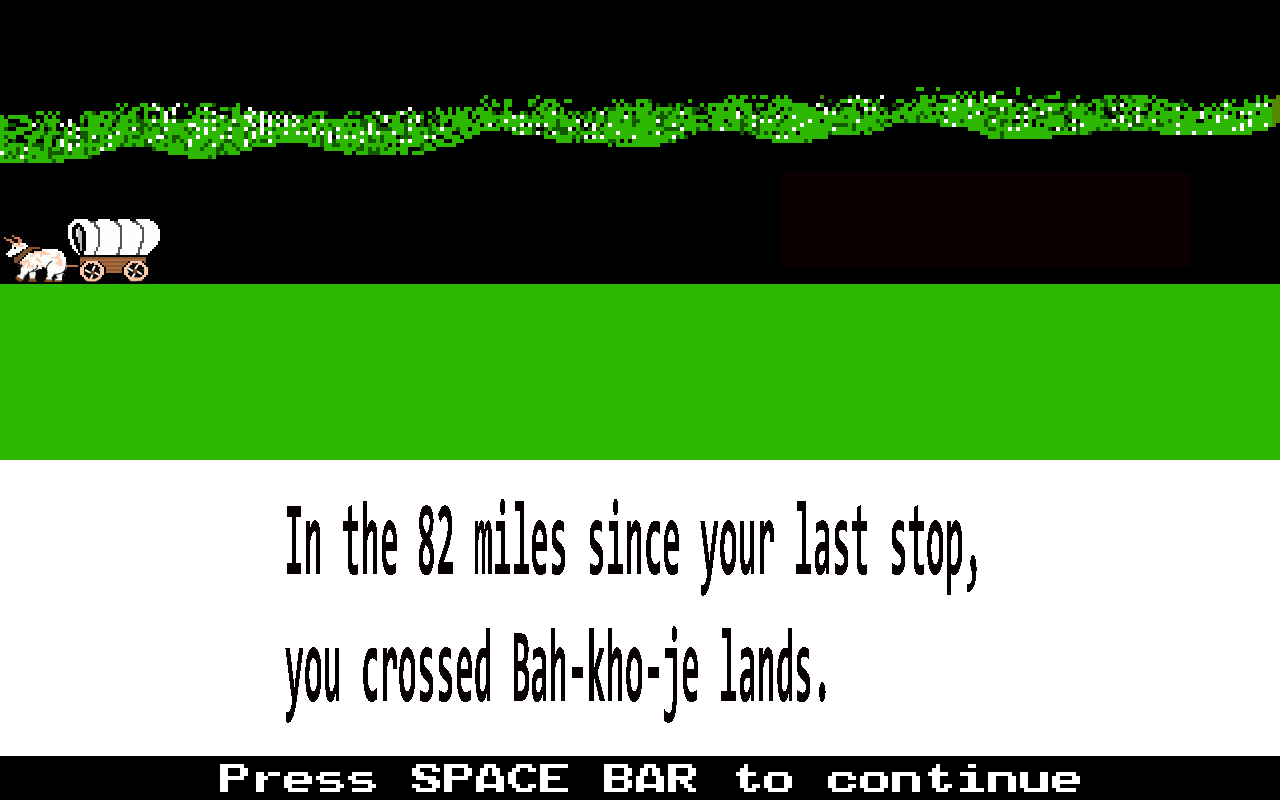 In the 82 miles since your last stop,
you crossed Bah-kho-je lands.
Press SPACE BAR to continue